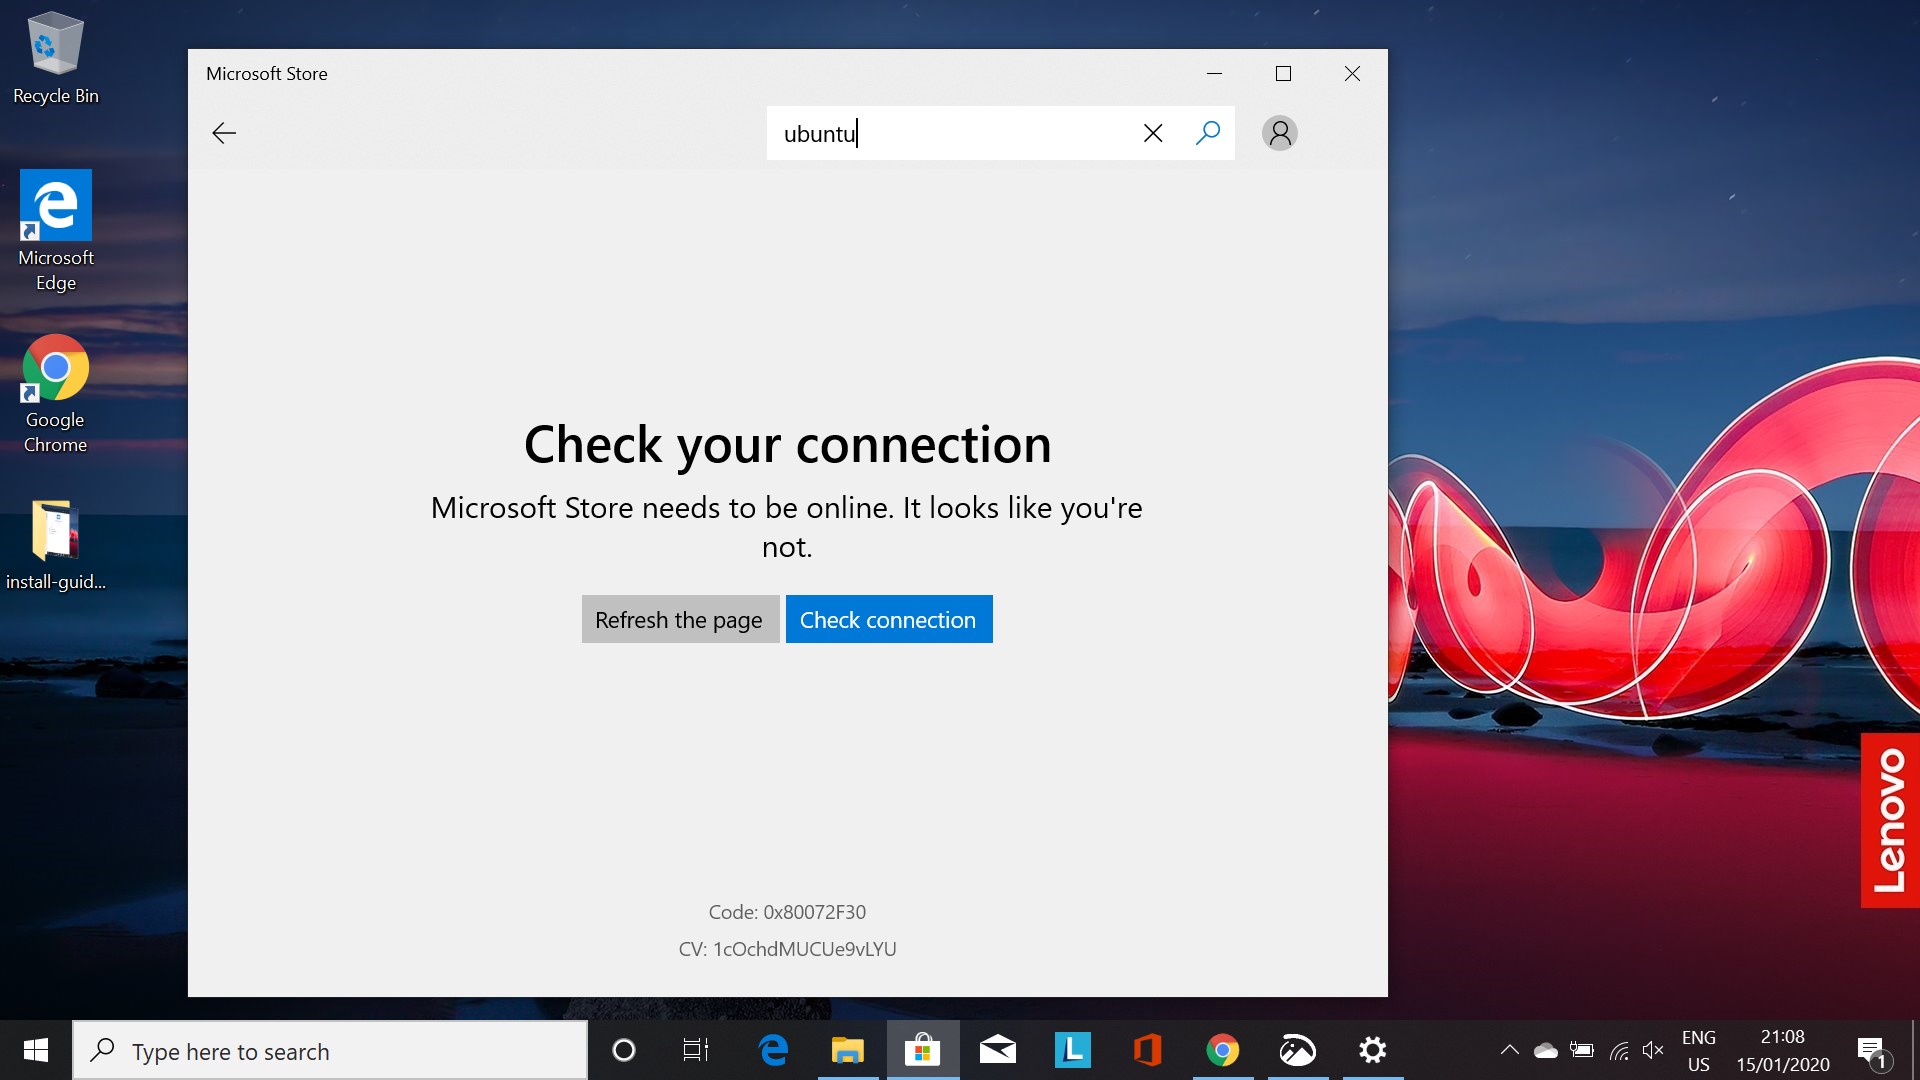 Recycle Bin
Microsoft
Edge
Google
Chrome
install-guid...
Microsoft Store
ubuntu
Check your connection
Microsoft Store needs to be online. It looks like you're
not.
Refresh the page
Check connection
Code: 0x80072F30
CV: 1cOchdMUCUe9vLYU
Lenovo
Type here to search
L
ENG
US
21:08
15/01/2020
1